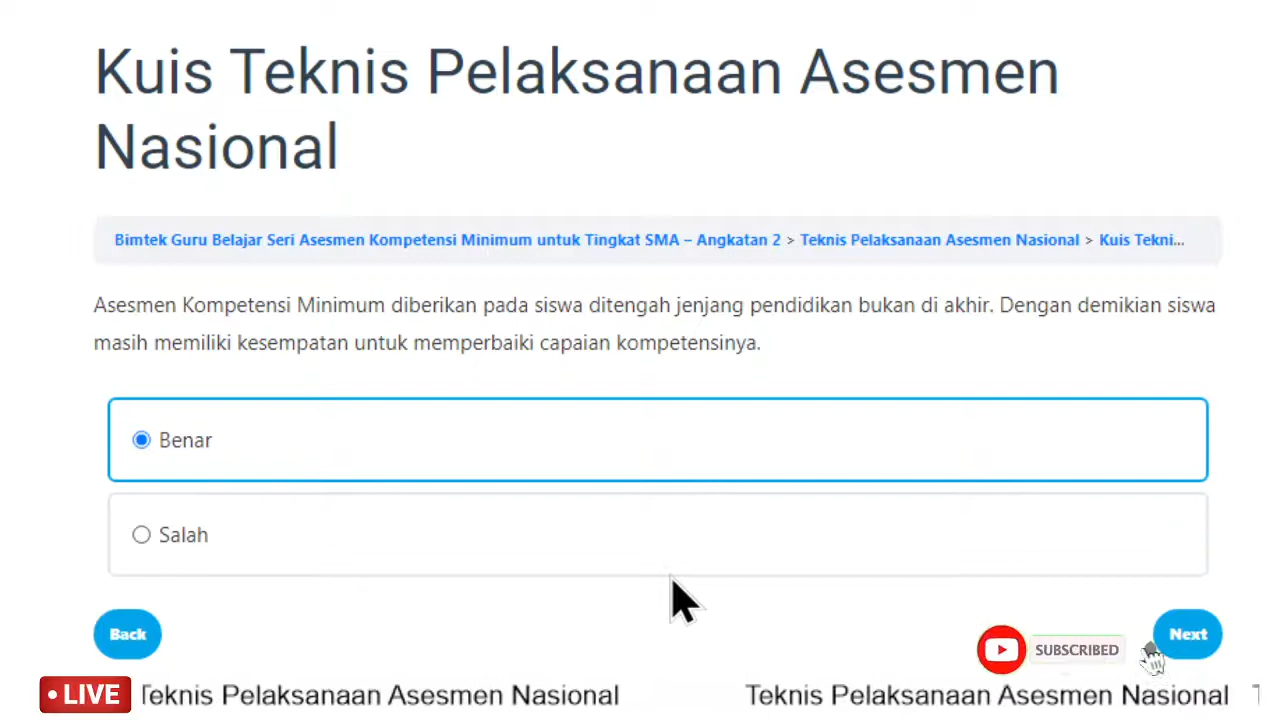 Kuis Teknis Pelaksanaan Asesmen
Nasional
Bimtek Guru Belajar Seri Asesmen Kompetensi Minimum untuk Tingkat SMA – Angkatan 2 > Teknis Pelaksanaan Asesmen Nasional > Kuis Tekni...
Asesmen Kompetensi Minimum diberikan pada siswa ditengah jenjang pendidikan bukan di akhir. Dengan demikian siswa
masih memiliki kesempatan untuk memperbaiki capaian kompetensinya.
Benar
Salah
Back
Next
SUBSCRIBED
• LIVE Teknis Pelaksanaan Asesmen Nasional Teknis Pelaksanaan Asesmen Nasional